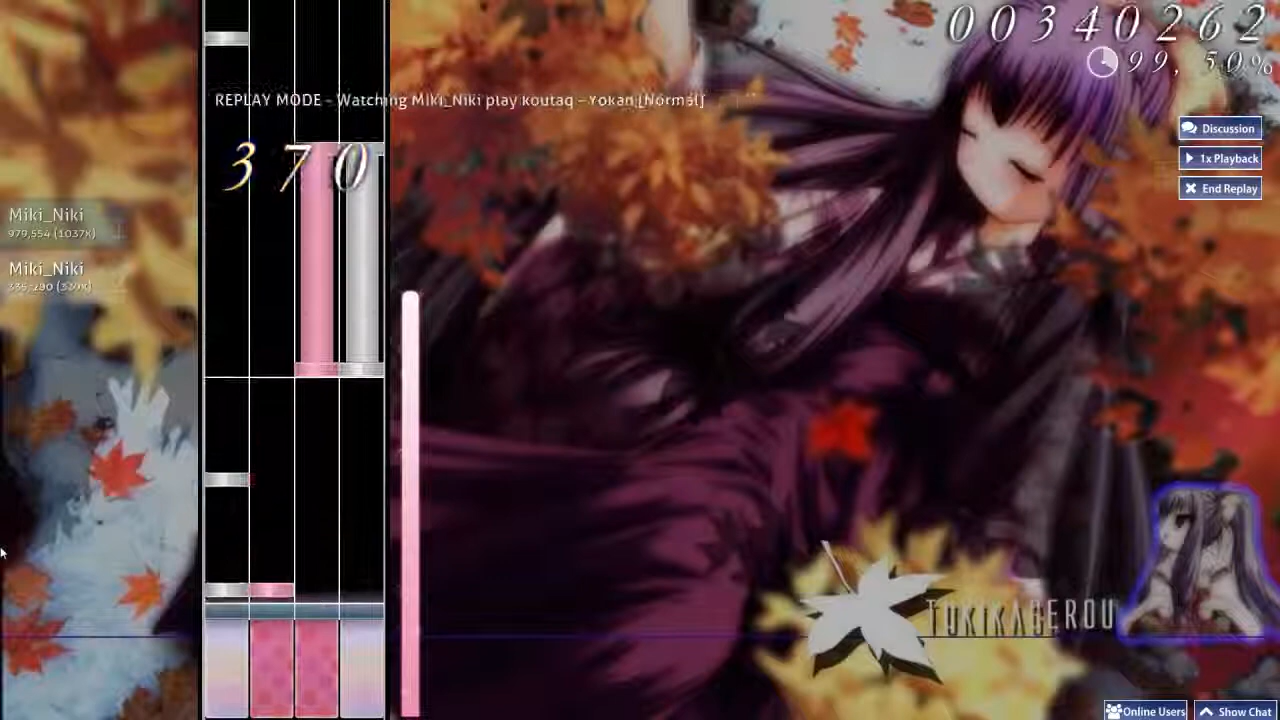 00340262
99, 50%
REPLAY MODE - Watching Miki_Niki play koutaq - Yokan [Normal]
Discussion
370
1x Playback
End Replay
Miki_Niki
979,554 (1037x)
Miki_Niki
TOKIKAGEROU
Online Users
Show Chat